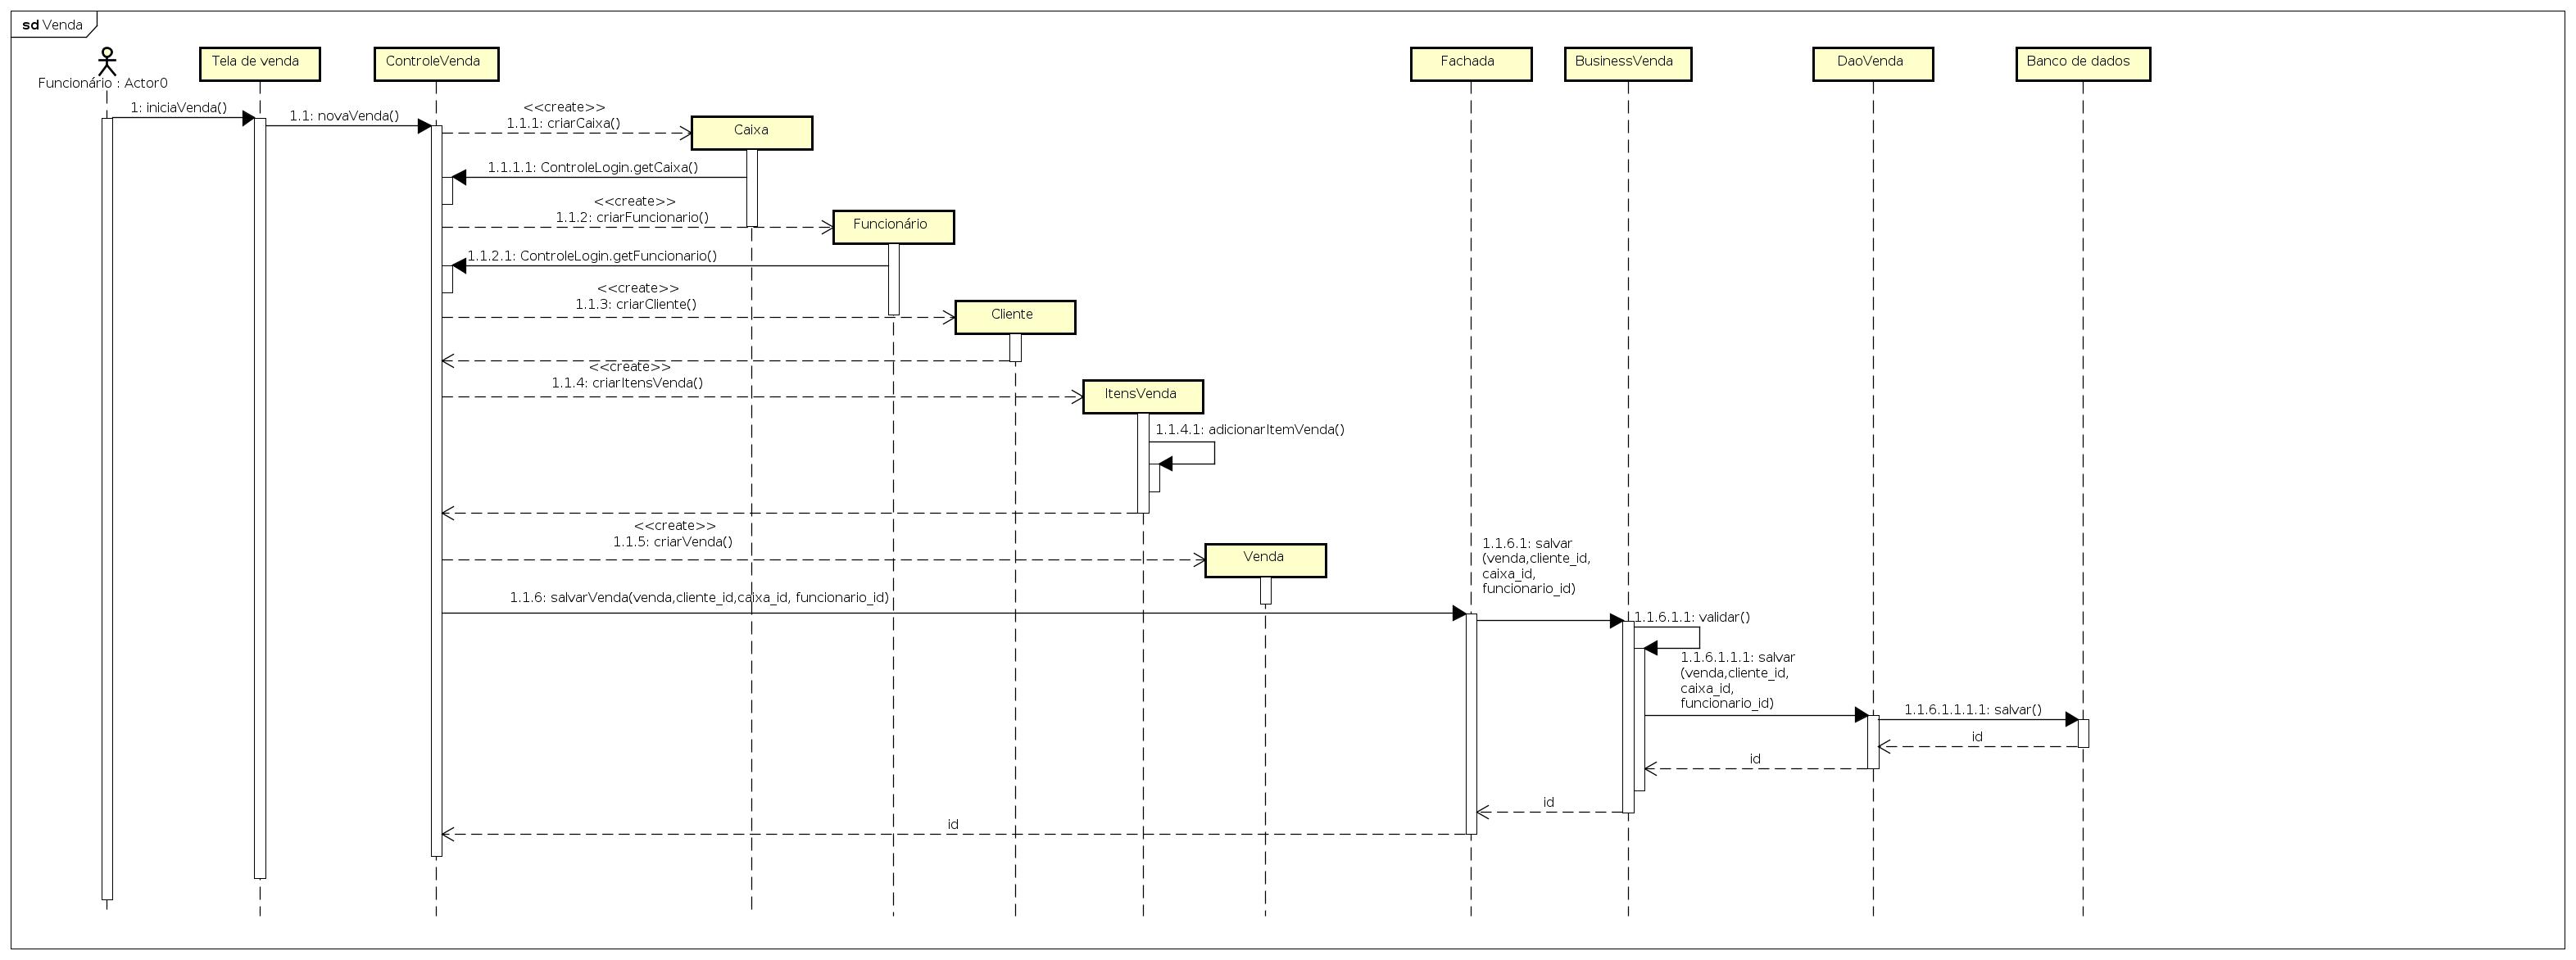 sd Venda
Funcionário : Actor0
Tela de venda
ControleVenda
Fachada
BusinessVenda
DaoVenda
Banco de dados
1: iniciaVenda()
1.1: novaVenda()
<<create>>
1.1.1: criarCaixa()
Caixa
1.1.1.1: ControleLogin.getCaixa()
<<create>>
1.1.2: criarFuncionario()
Funcionário
1.1.2.1: ControleLogin.getFuncionario()
<<create>>
1.1.3: criarCliente()
Cliente
<<create>>
1.1.4: criarItensVenda()
ItensVenda
1.1.4.1: adicionarItemVenda()
<<create>>
1.1.5: criarVenda()
Venda
1.1.6: salvarVenda(venda,cliente_id,caixa_id, funcionario_id)
1.1.6.1: salvar
(venda,cliente_id,
caixa_id,
funcionario_id)
1.1.6.1.1: validar()
1.1.6.1.1.1: salvar
(venda,cliente_id,
caixa_id,
funcionario_id)
1.1.6.1.1.1.1: salvar()
id
id
id
id